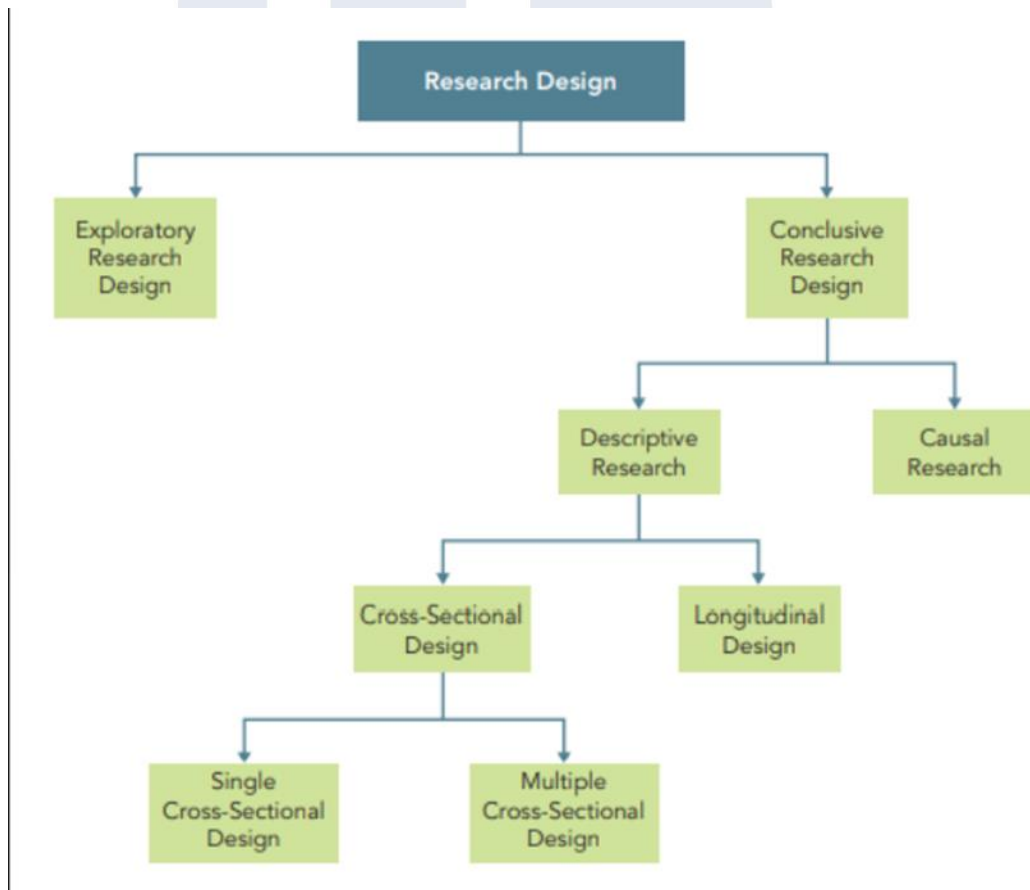 Research Design
Exploratory
Research
Design
Conclusive
Research
Design
Descriptive
Research
Causal
Research
Cross-Sectional
Design
Longitudinal
Design
Single
Cross-Sectional
Design
Multiple
Cross-Sectional
Design